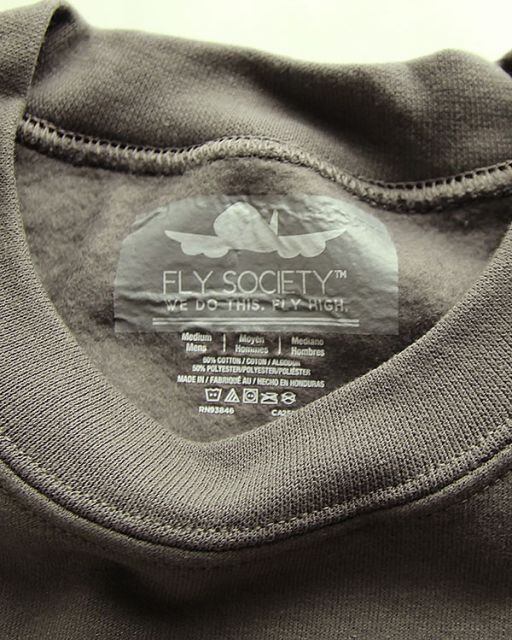 FLY SOCIETY™
WE DO THIS. FLY HIGH.
Medium | Moyen | Mediano
Mens | Hommes | Hombres
50% COTTON / COTON / ALGODON
50% POLYESTER/POLYESTER/POLIÉSTER
MADE IN / FABRIQUÉ AU / HECHO EN HONDURAS
RN93846